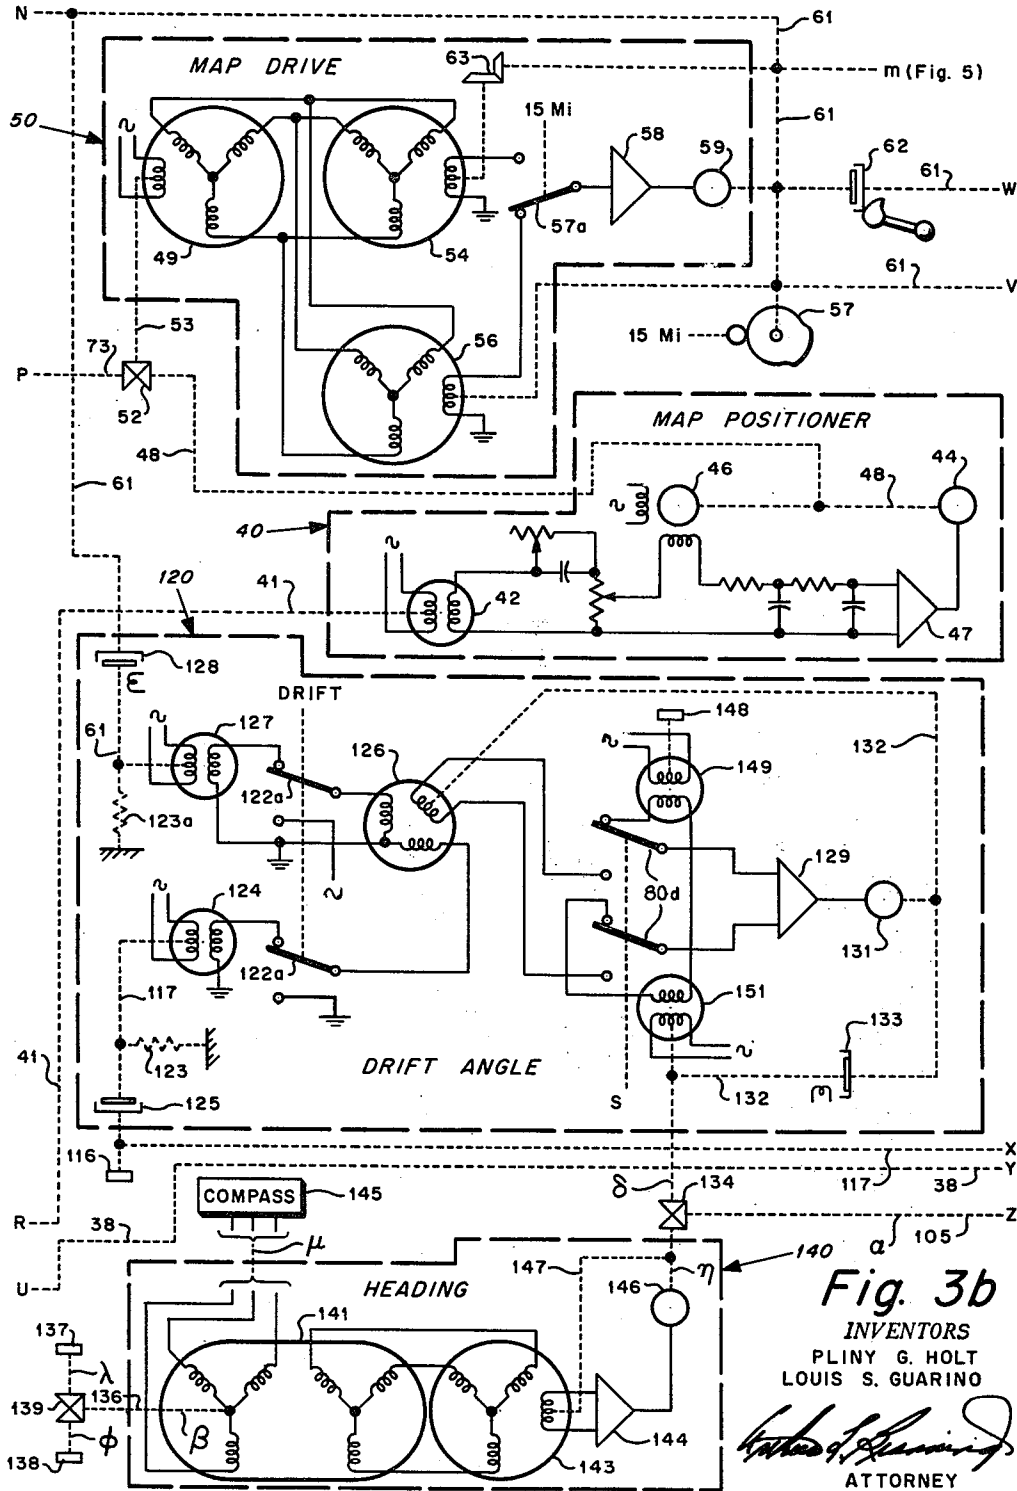 N
61
MAP DRIVE
63
m (Fig. 5)
50
15 Mi
58
59
61
62
61
W
57a
49
54
61
V
53
56
15 Mi
57
73
P
52
MAP POSITIONER
48
46
44
48
61
40
120
41
42
47
128
ε
DRIFT
148
127
126
132
61
122a
149
123a
129
124
80d
131
122a
117
151
133
41
123
DRIFT ANGLE
125
S
132
116
X
117
Y
COMPASS
145
δ
134
38
R
38
μ
Z
α
105
U
HEADING
147
η
140
146
141
137
λ
136
139
β
φ
138
144
143
Fig. 3b
INVENTORS
PLINY G. HOLT
LOUIS S. GUARINO
ATTORNEY